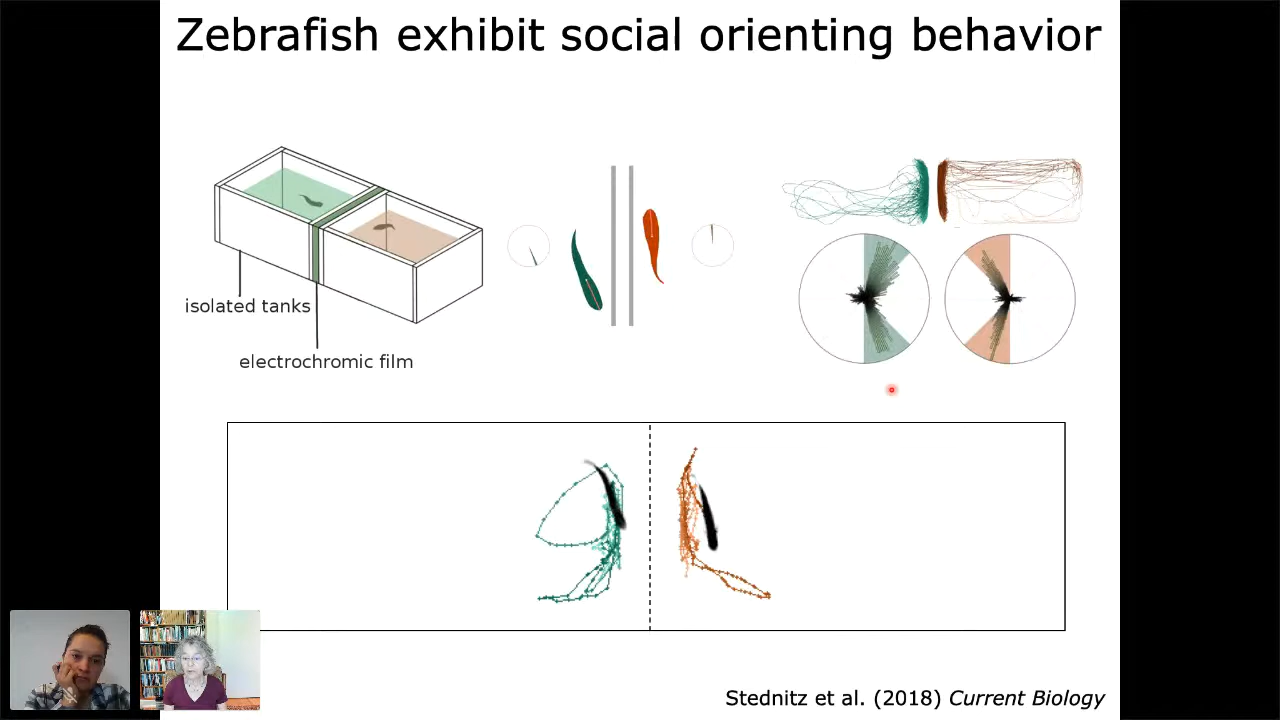 Zebrafish exhibit social orienting behavior
isolated tanks
electrochromic film
Stednitz et al. (2018) Current Biology